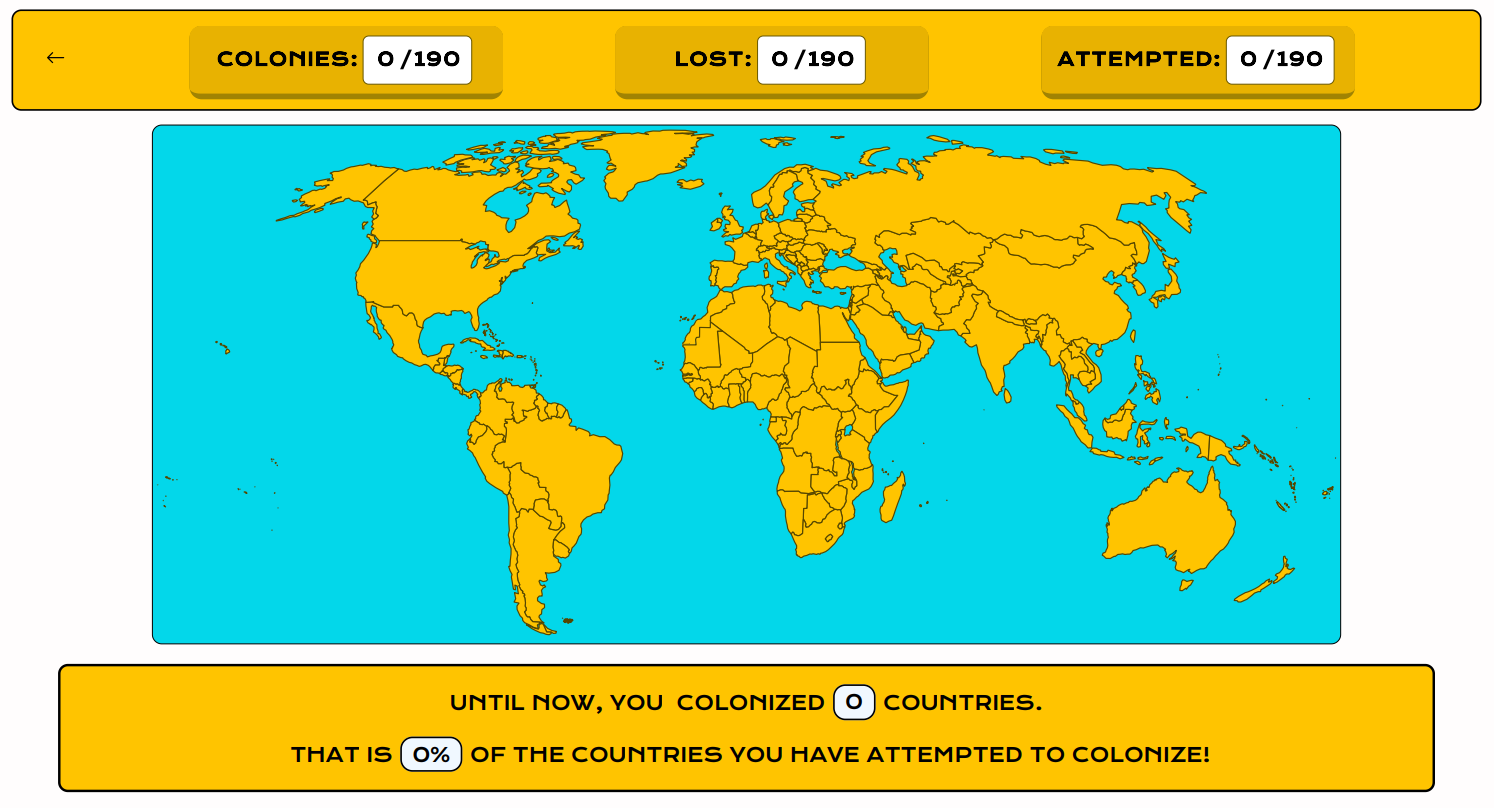 ←
COLONIES: 0 /190
LOST: 0 /190
ATTEMPTED: 0 /190
UNTIL NOW, YOU COLONIZED 0 COUNTRIES.
THAT IS 0% OF THE COUNTRIES YOU HAVE ATTEMPTED TO COLONIZE!